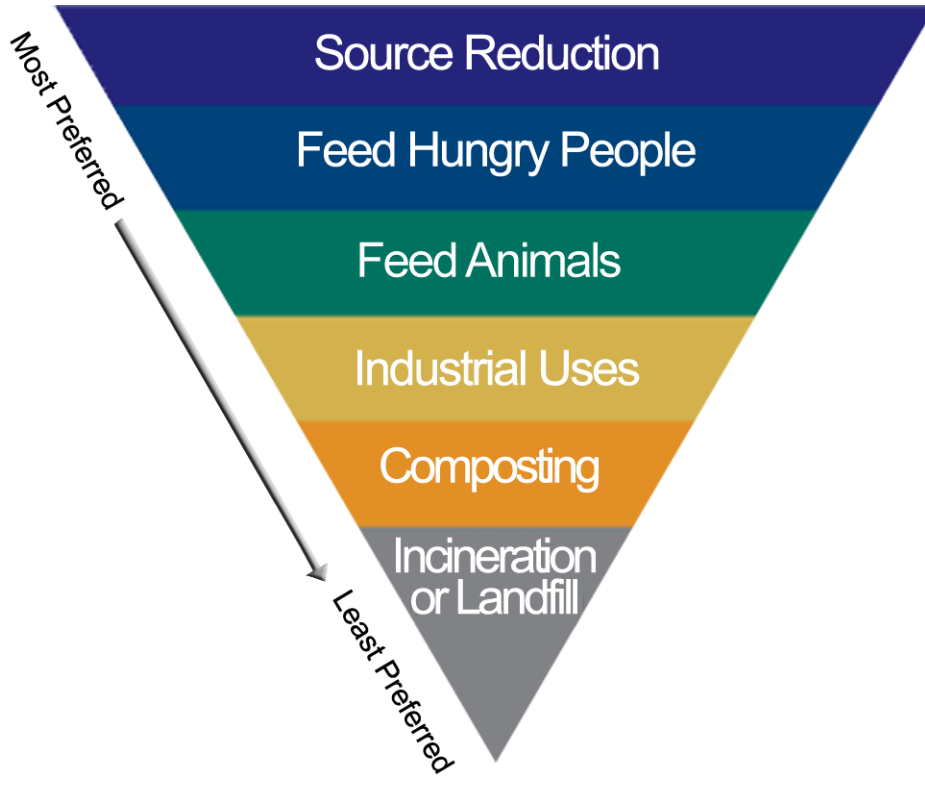 Most Preferred
Source Reduction
Feed Hungry People
Feed Animals
Industrial Uses
Composting
Incineration
or Landfill
Least Preferred